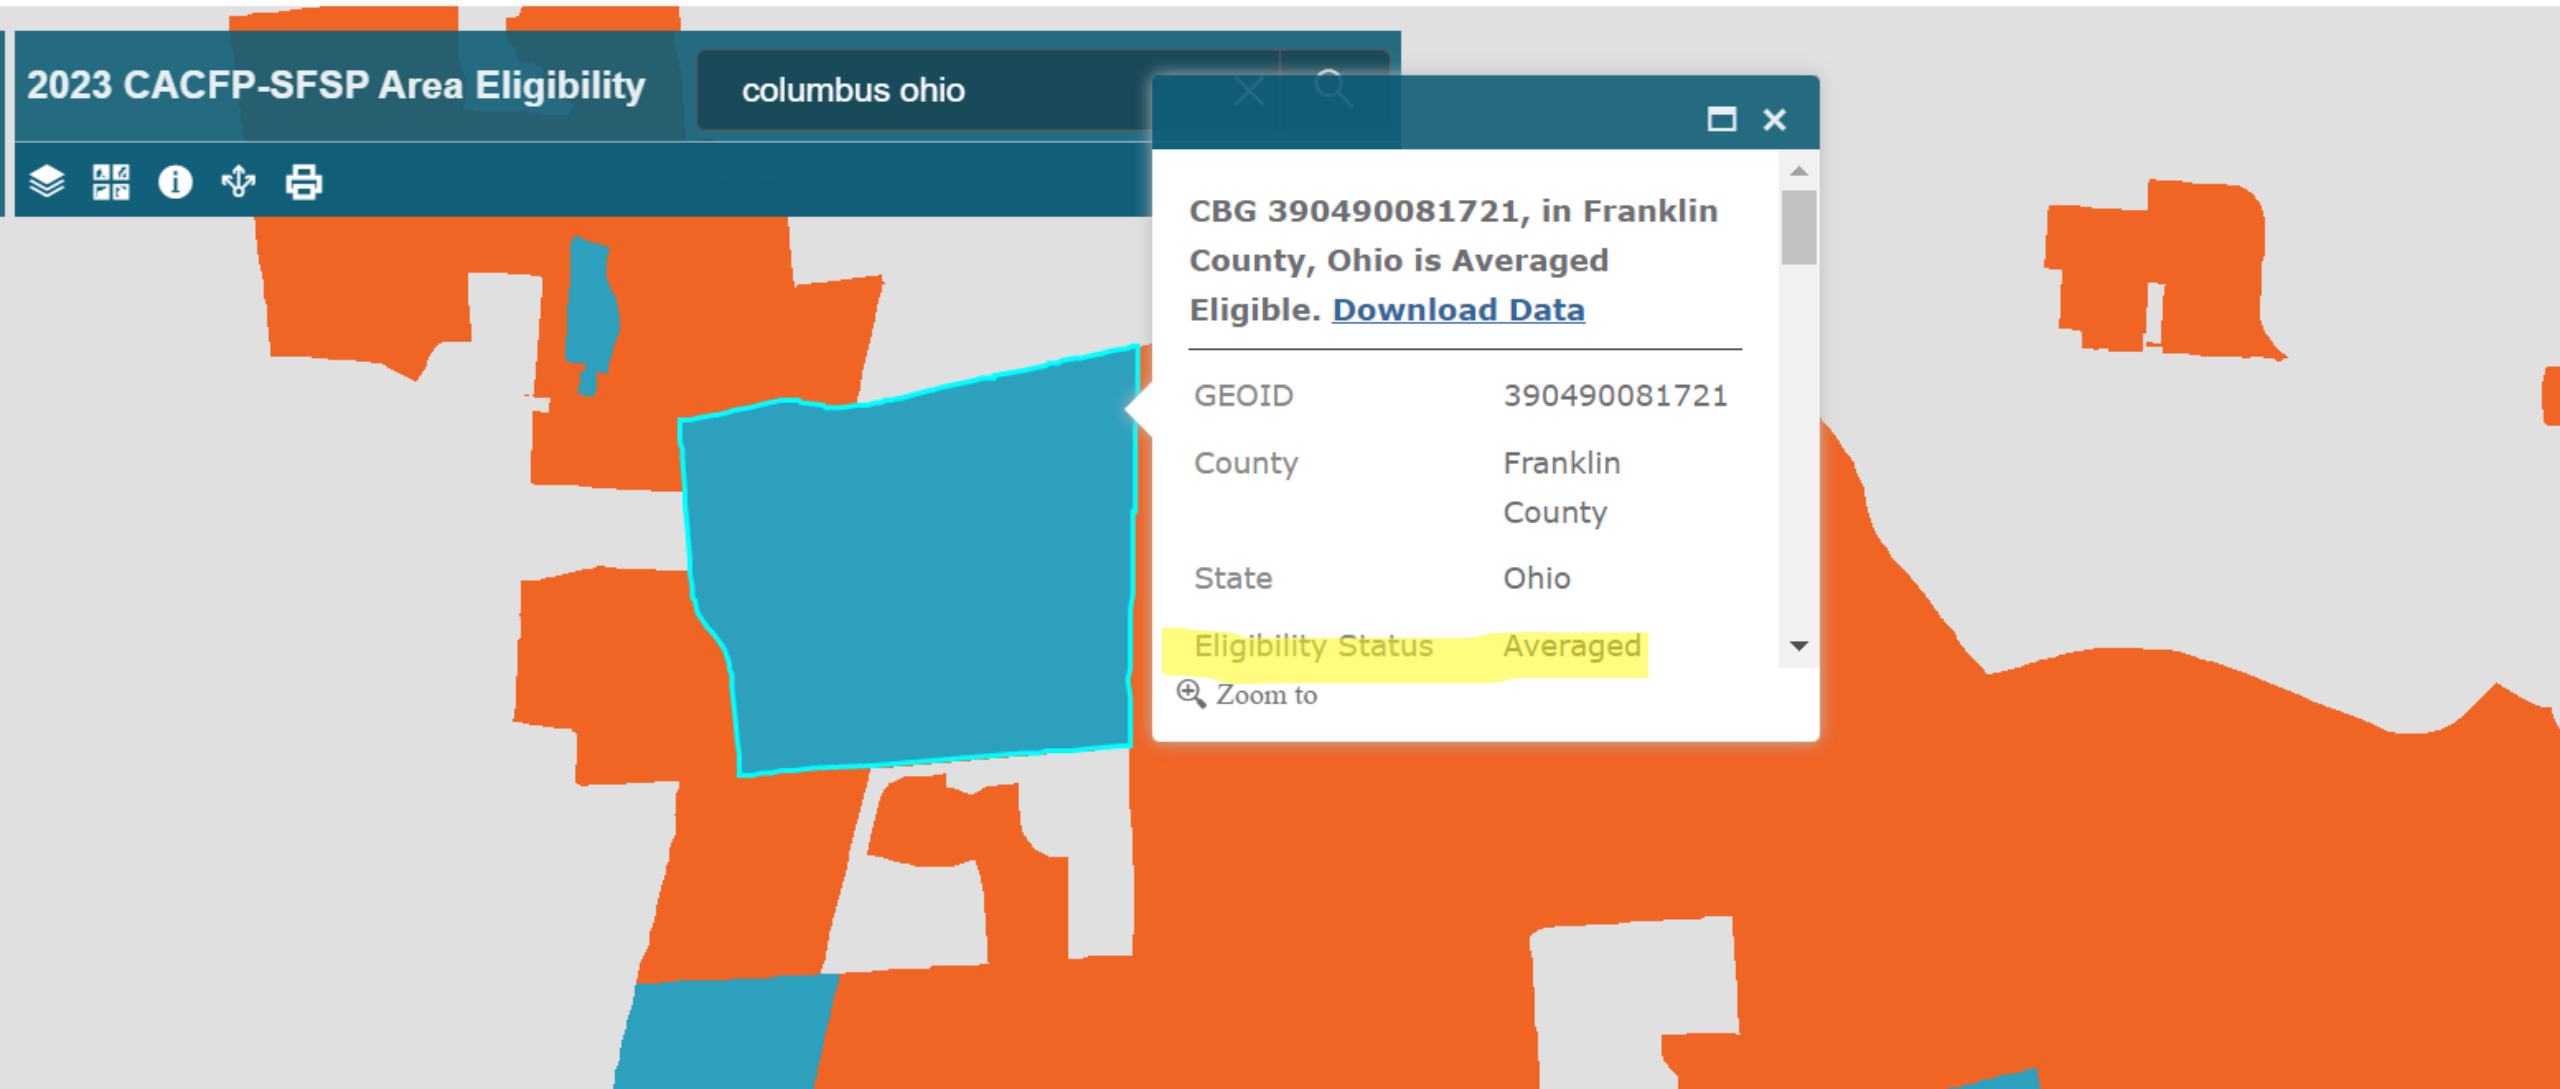 2023 CACFP-SFSP Area Eligibility
columbus ohio
CBG 390490081721, in Franklin
County, Ohio is Averaged
Eligible. Download Data
GEOID 390490081721
County Franklin
County
State Ohio
Eligibility Status Averaged
Zoom to